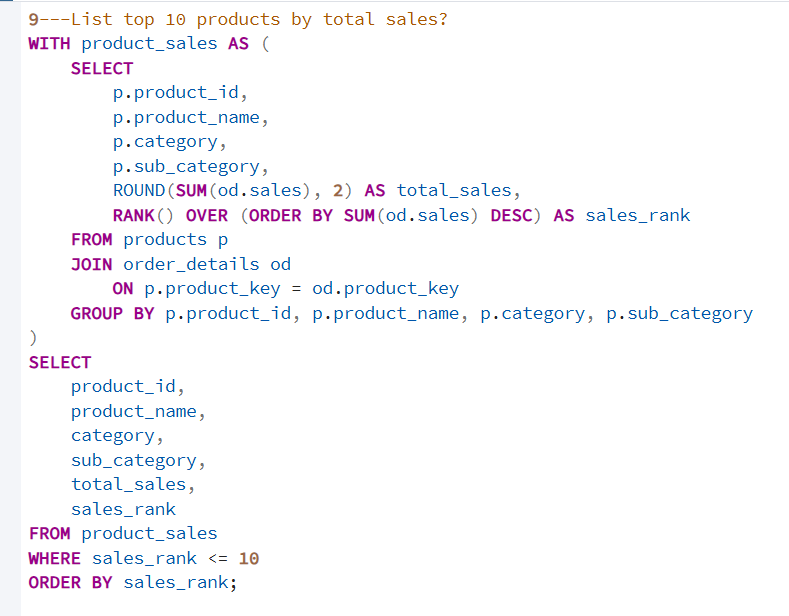 9---List top 10 products by total sales?
WITH product_sales AS (
    SELECT
        p.product_id,
        p.product_name,
        p.category,
        p.sub_category,
        ROUND(SUM(od.sales), 2) AS total_sales,
        RANK() OVER (ORDER BY SUM(od.sales) DESC) AS sales_rank
    FROM products p
    JOIN order_details od
        ON p.product_key = od.product_key
    GROUP BY p.product_id, p.product_name, p.category, p.sub_category
)
SELECT
    product_id,
    product_name,
    category,
    sub_category,
    total_sales,
    sales_rank
FROM product_sales
WHERE sales_rank <= 10
ORDER BY sales_rank;